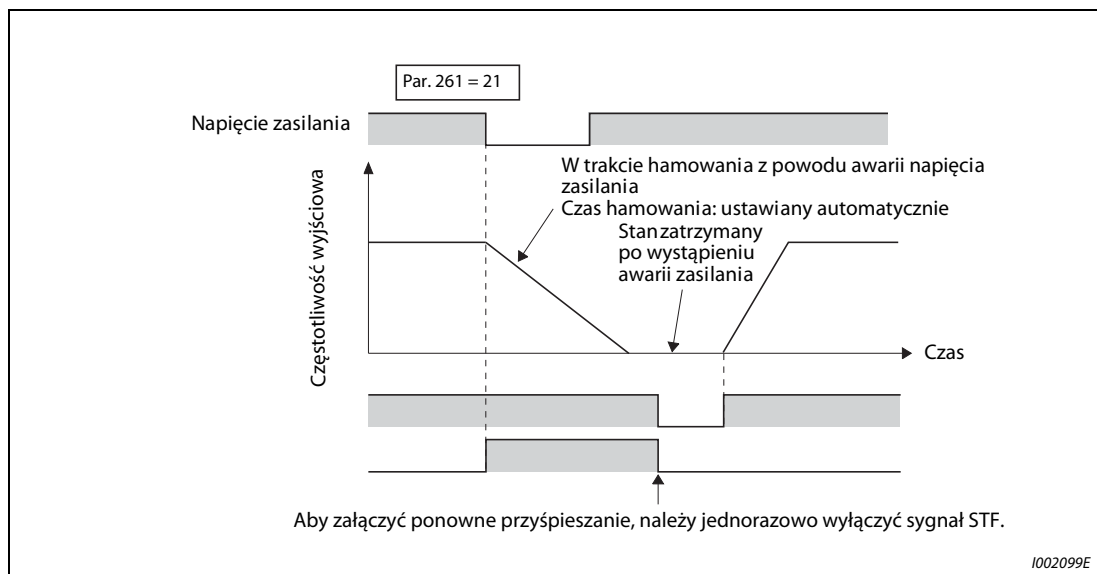 Par. 261 = 21
Napięcie zasilania
W trakcie hamowania z powodu awarii napięcia
zasilania
Czas hamowania: ustawiany automatycznie
Stan zatrzymany
po wystąpieniu
awarii zasilania
Częstotliwość wyjściowa
Czas
Aby załączyć ponowne przyśpieszanie, należy jednorazowo wyłączyć sygnał STF.
I002099E